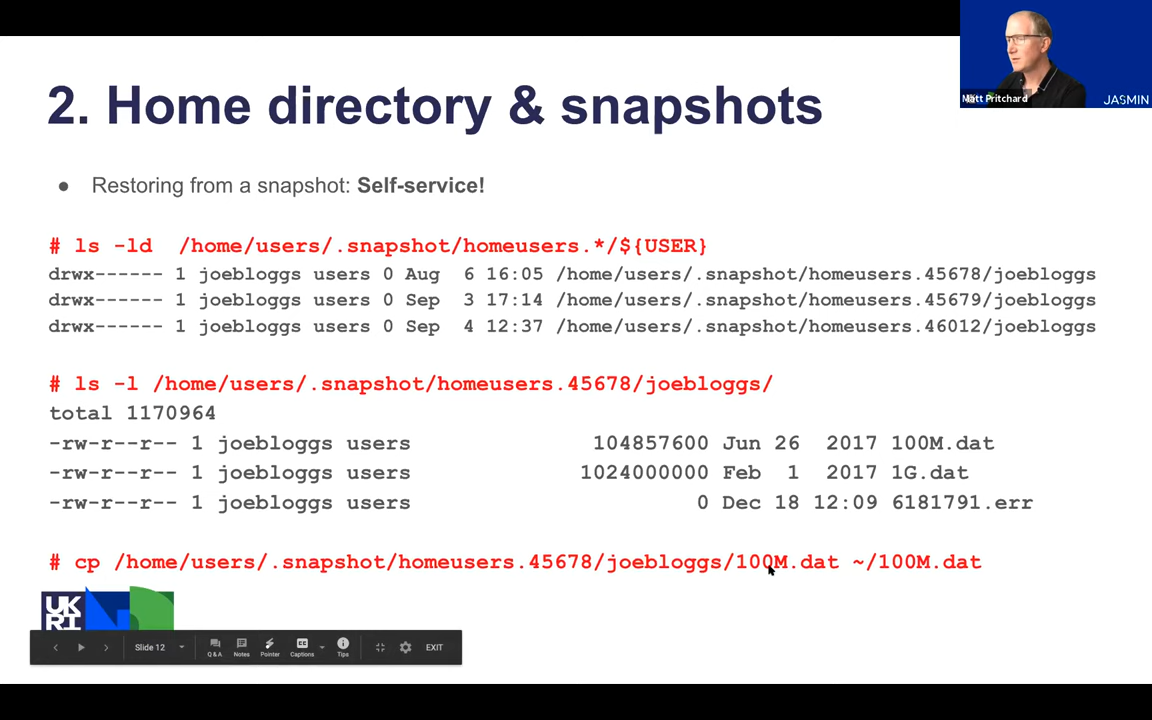 Matt Pritchard
JASMIN
2. Home directory & snapshots
● Restoring from a snapshot: Self-service!
# ls -ld /home/users/.snapshot/homeusers.*/${USER}
drwx------ 1 joebloggs users 0 Aug 6 16:05 /home/users/.snapshot/homeusers.45678/joebloggs
drwx------ 1 joebloggs users 0 Sep 3 17:14 /home/users/.snapshot/homeusers.45679/joebloggs
drwx------ 1 joebloggs users 0 Sep 4 12:37 /home/users/.snapshot/homeusers.46012/joebloggs
# ls -l /home/users/.snapshot/homeusers.45678/joebloggs/
total 1170964
-rw-r--r-- 1 joebloggs users 104857600 Jun 26 2017 100M.dat
-rw-r--r-- 1 joebloggs users 1024000000 Feb 1 2017 1G.dat
-rw-r--r-- 1 joebloggs users 0 Dec 18 12:09 6181791.err
# cp /home/users/.snapshot/homeusers.45678/joebloggs/100M.dat ~/100M.dat
UK
RI
Slide 12
Q & A
Notes
Pointer
CC
Captions
Tips
EXIT